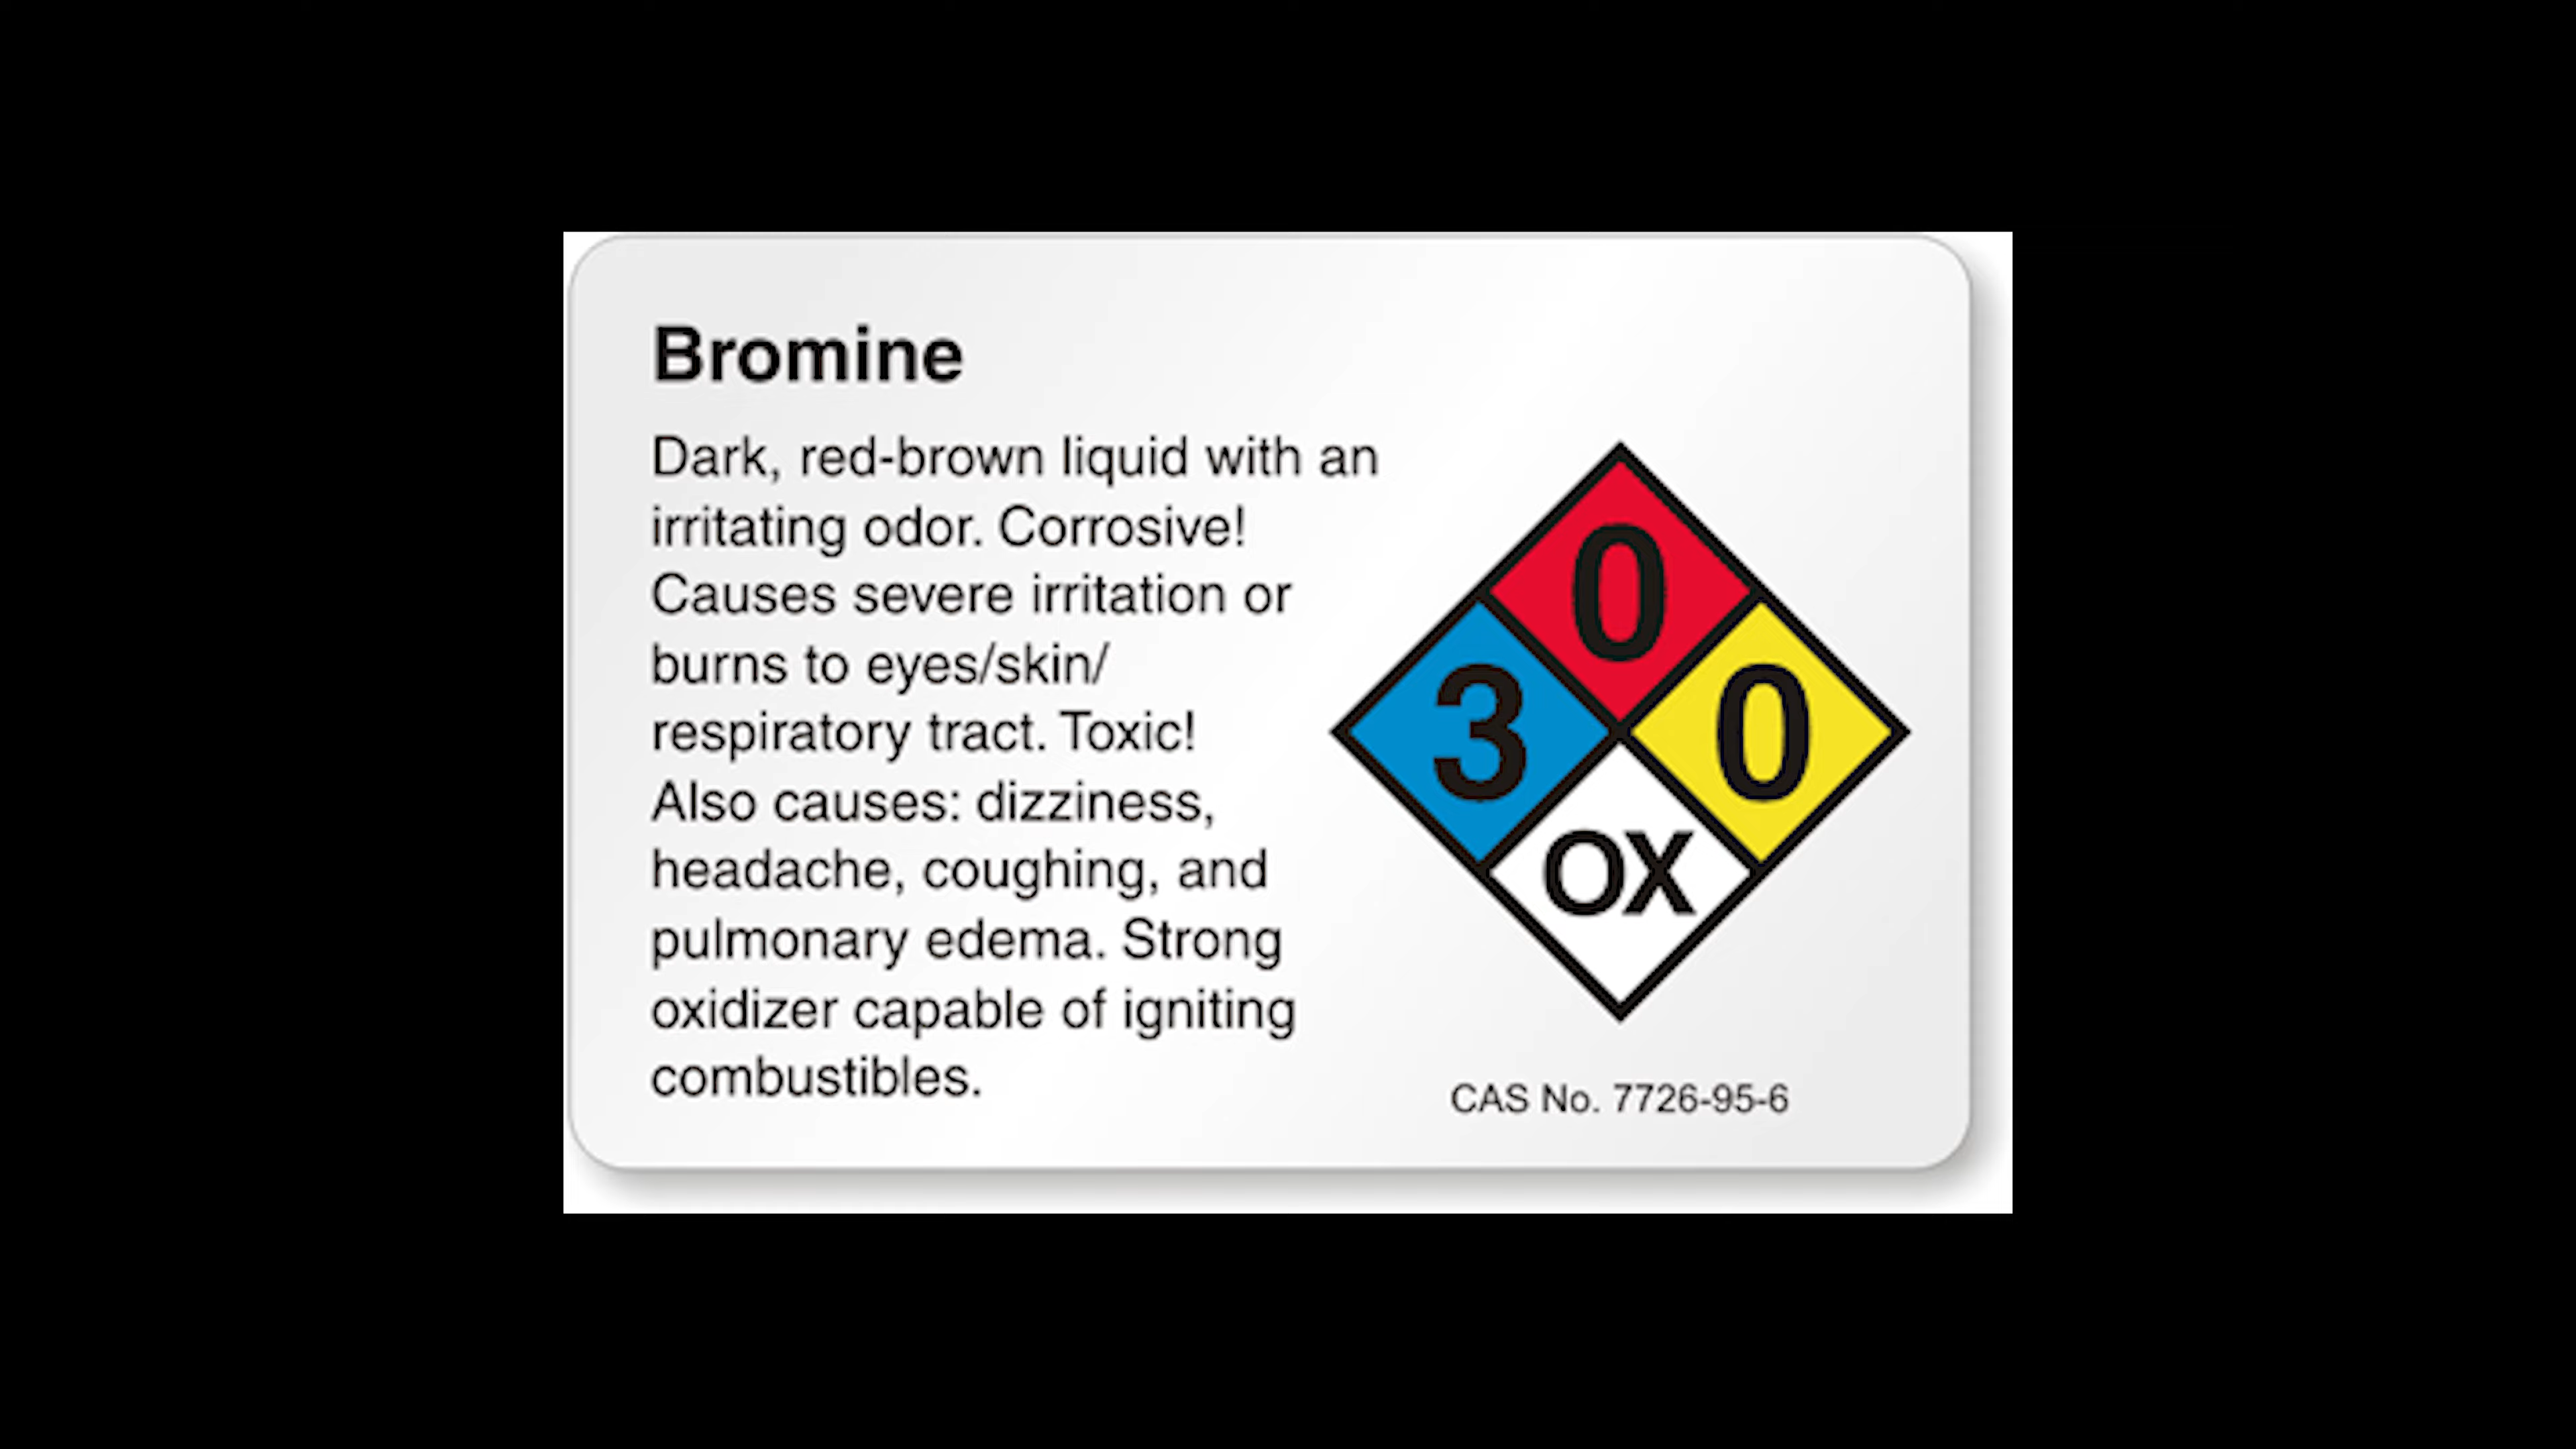 Bromine
Dark, red-brown liquid with an
irritating odor. Corrosive!
Causes severe irritation or
burns to eyes/skin/
respiratory tract. Toxic!
Also causes: dizziness,
headache, coughing, and
pulmonary edema. Strong
oxidizer capable of igniting
combustibles.
0
3
0
OX
CAS No. 7726-95-6